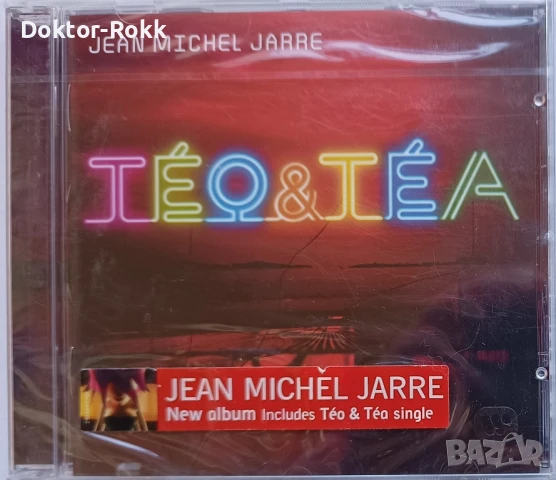 Doktor-Rokk
JEAN MICHEL JARRE
TÉO & TÉA
JEAN MICHEL JARRE
New album Includes Téo & Téa single
BAZAR